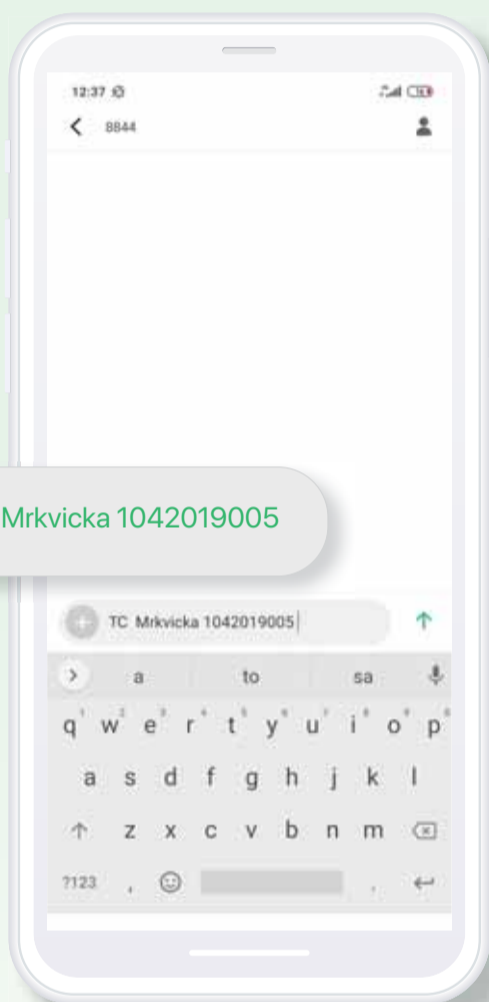 12:37
8844
Mrkvicka 1042019005
TC Mrkvicka 1042019005
a to sa
q w e r t y u i o p
a s d f g h j k l
z x c v b n m
?123 , .